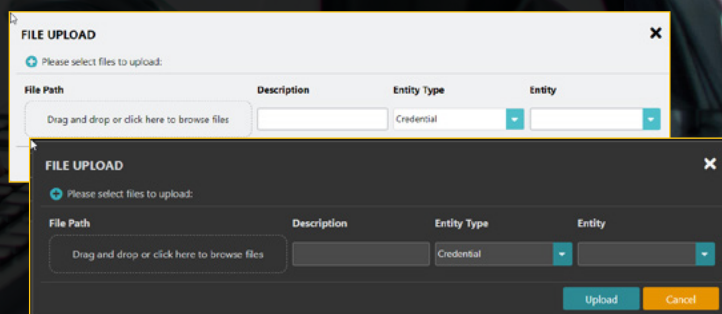 FILE UPLOAD
Please select files to upload:
File Path Description Entity Type Entity
Drag and drop or click here to browse files Credential
FILE UPLOAD
Please select files to upload:
File Path Description Entity Type Entity
Drag and drop or click here to browse files Credential
Upload Cancel